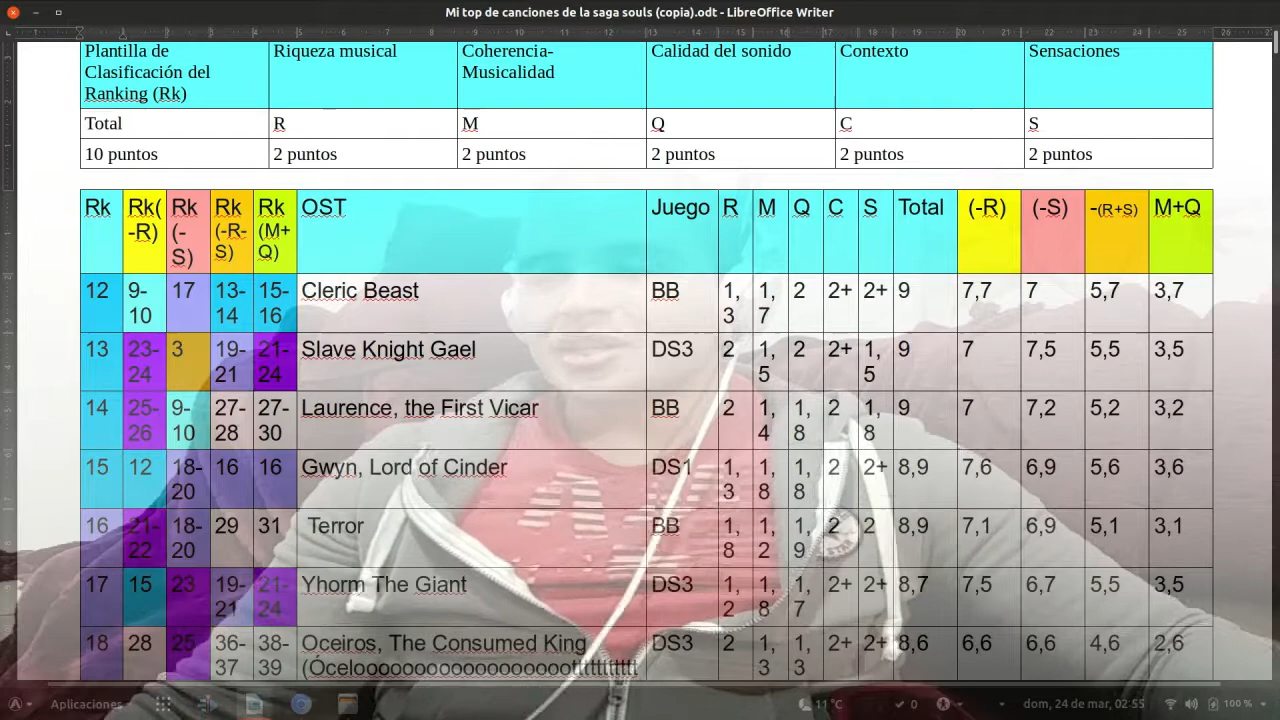 Mi top de canciones de la saga souls (copia).odt - LibreOffice Writer
Plantilla de Clasificación del Ranking (Rk) Riqueza musical Coherencia-Musicalidad Calidad del sonido Contexto Sensaciones
Total R M Q C S
10 puntos 2 puntos 2 puntos 2 puntos 2 puntos 2 puntos
Rk Rk(-R) Rk (-S) Rk (-R-S) Rk (M+Q) OST Juego R M Q C S Total (-R) (-S) -(R+S) M+Q
12 9-10 17 13-14 15-16 Cleric Beast BB 1,3 1,7 2 2+ 2+ 9 7,7 7 5,7 3,7
13 23-24 3 19-21 21-24 Slave Knight Gael DS3 2 1,5 2 2+ 1,5 9 7 7,5 5,5 3,5
14 25-26 9-10 27-28 27-30 Laurence, the First Vicar BB 2 1,4 1,8 2 1,8 9 7 7,2 5,2 3,2
15 12 18-20 16 16 Gwyn, Lord of Cinder DS1 1,3 1,8 1,8 2 2+ 8,9 7,6 6,9 5,6 3,6
16 21-22 18-20 29 31 Terror BB 1,8 1,2 1,9 2 2 8,9 7,1 6,9 5,1 3,1
17 15 23 19-21 21-24 Yhorm The Giant DS3 1,2 1,8 1,7 2+ 2+ 8,7 7,5 6,7 5,5 3,5
18 28 25 36-37 38-39 Oceiros, The Consumed King DS3 2 1,3 1,3 2+ 2+ 8,6 6,6 6,6 4,6 2,6
Aplicaciones 11 °C 0 dom, 24 de mar, 02:55 100 %